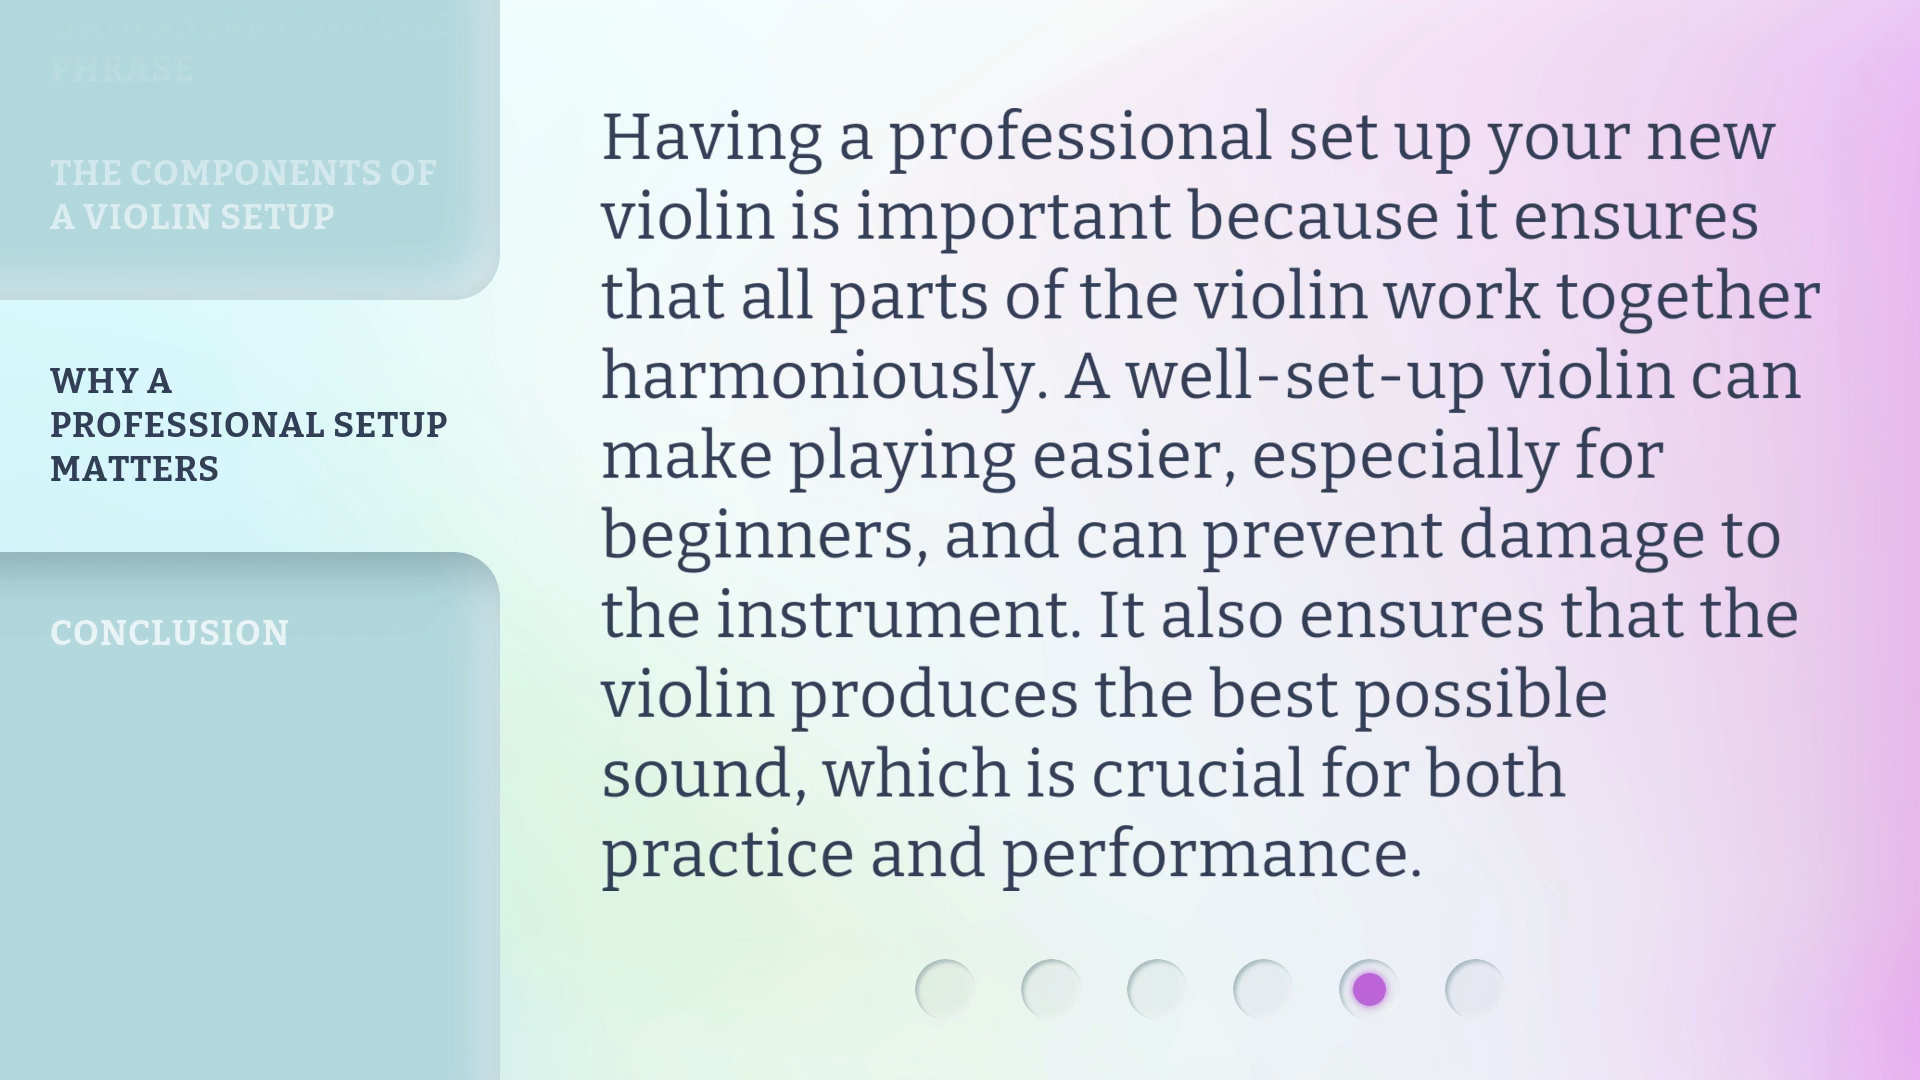 PHRASE
THE COMPONENTS OF
A VIOLIN SETUP
WHY A
PROFESSIONAL SETUP
MATTERS
CONCLUSION
Having a professional set up your new
violin is important because it ensures
that all parts of the violin work together
harmoniously. A well-set-up violin can
make playing easier, especially for
beginners, and can prevent damage to
the instrument. It also ensures that the
violin produces the best possible
sound, which is crucial for both
practice and performance.